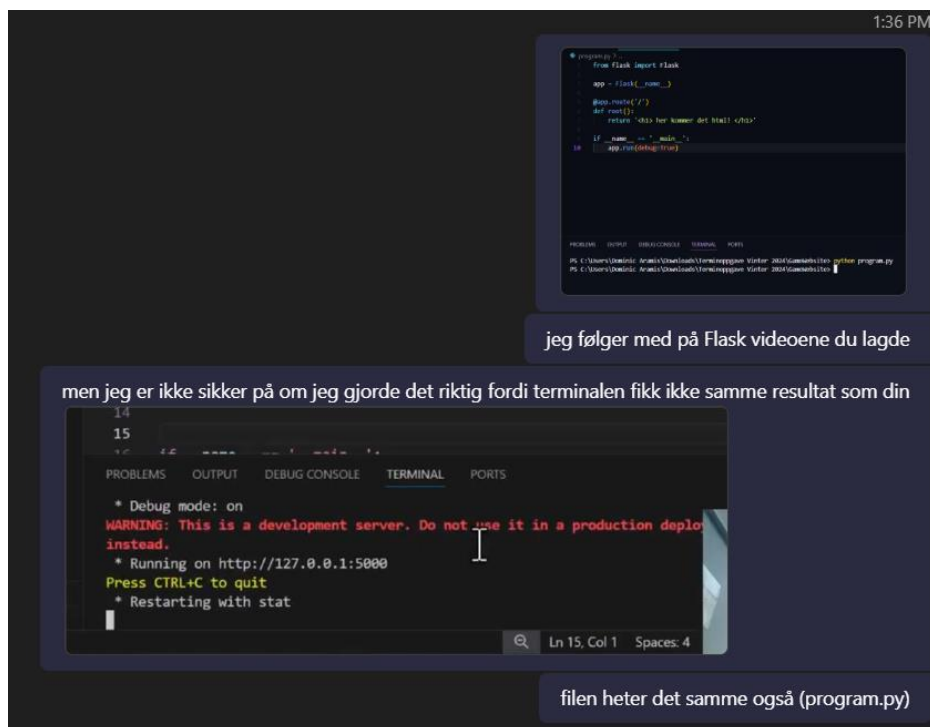 1:36 PM
program.py
from flask import Flask
app = Flask(__name__)
@app.route('/')
def root():
return '<h1> her kommer det html! </h1>'
if __name__ == '__main__':
10 app.run(debug=True)
PROBLEMS OUTPUT DEBUG CONSOLE TERMINAL PORTS
PS C:\Users\Dominic Aramis\Downloads\Terminoppgave Vinter 2024\GameWebsite> python program.py
PS C:\Users\Dominic Aramis\Downloads\Terminoppgave Vinter 2024\GameWebsite>
jeg følger med på Flask videoene du lagde
men jeg er ikke sikker på om jeg gjorde det riktig fordi terminalen fikk ikke samme resultat som din
14
15
PROBLEMS OUTPUT DEBUG CONSOLE TERMINAL PORTS
* Debug mode: on
WARNING: This is a development server. Do not use it in a production deplo
instead.
* Running on http://127.0.0.1:5000
Press CTRL+C to quit
* Restarting with stat
Ln 15, Col 1 Spaces: 4
filen heter det samme også (program.py)